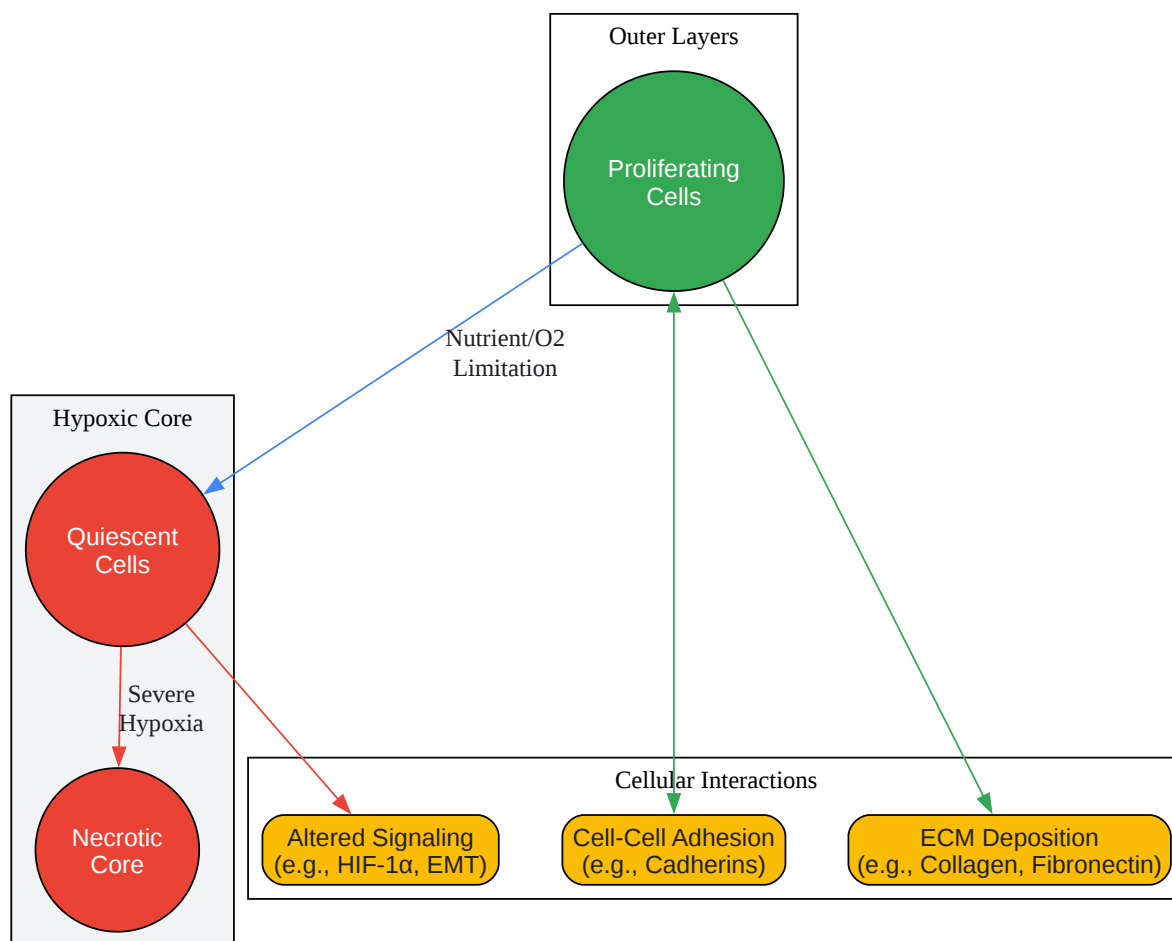 Outer Layers
Proliferating
Cells
Nutrient/O2
Limitation
Hypoxic Core
Quiescent
Cells
Severe
Hypoxia
Necrotic
Core
Cellular Interactions
Altered Signaling
(e.g., HIF-1α, EMT)
Cell-Cell Adhesion
(e.g., Cadherins)
ECM Deposition
(e.g., Collagen, Fibronectin)